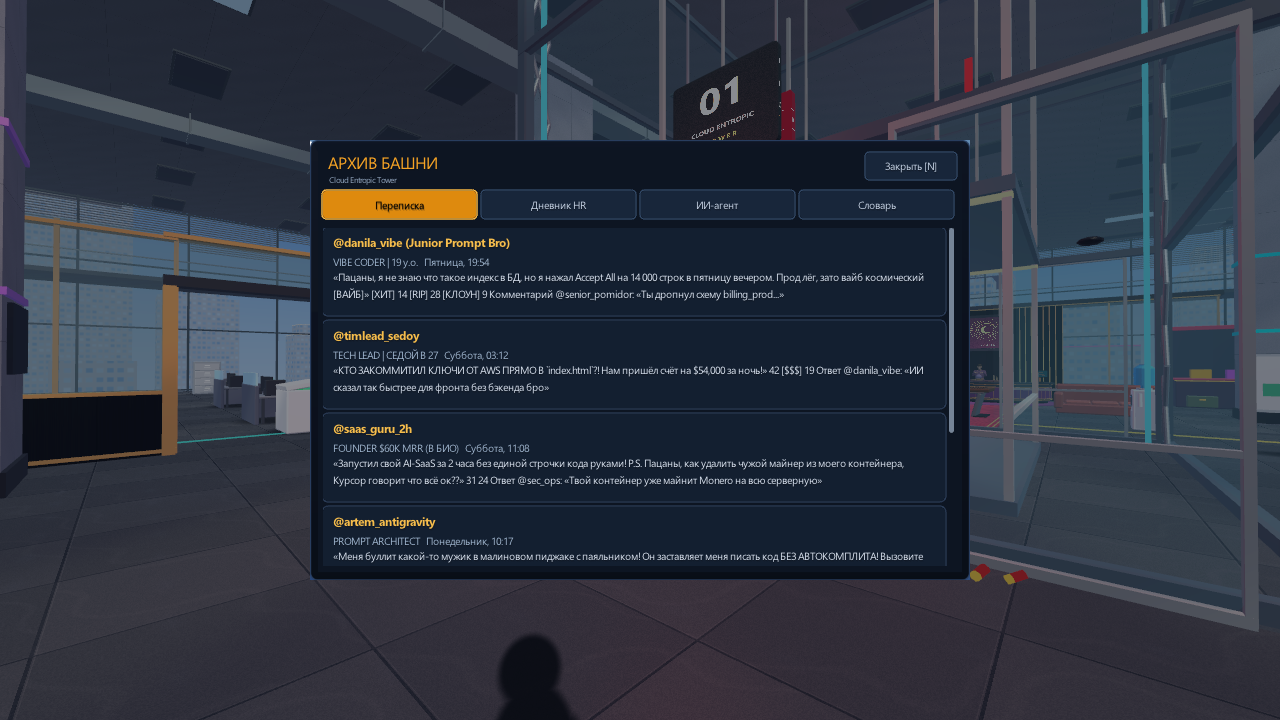 01
CLOUD ENTROPIC
АРХИВ БАШНИ
Cloud Entropic Tower
Закрыть [N]
Переписка
Дневник HR
ИИ-агент
Словарь
@danila_vibe (Junior Prompt Bro)
VIBE CODER | 19 y.o. Пятница, 19:54
«Пацаны, я не знаю что такое индекс в БД, но я нажал Accept All на 14 000 строк в пятницу вечером. Прод лёг, зато вайб космический
[ВАЙБ]» [ХИТ] 14 [RIP] 28 [КЛОУН] 9 Комментарий @senior_pomidor: «Ты дропнул схему billing_prod...»
@timlead_sedoy
TECH LEAD | СЕДОЙ В 27 Суббота, 03:12
«КТО ЗАКОММИТИЛ КЛЮЧИ ОТ AWS ПРЯМО В `index.html`?! Нам пришёл счёт на $54,000 за ночь!» 42 [$$$] 19 Ответ @danila_vibe: «ИИ
сказал так быстрее для фронта без бэкенда бро»
@saas_guru_2h
FOUNDER $60K MRR (В БИО) Суббота, 11:08
«Запустил свой AI-SaaS за 2 часа без единой строчки кода руками! P.S. Пацаны, как удалить чужой майнер из моего контейнера,
Курсор говорит что всё ок??» 31 24 Ответ @sec_ops: «Твой контейнер уже майнит Monero на всю серверную»
@artem_antigravity
PROMPT ARCHITECT Понедельник, 10:17
«Меня буллит какой-то мужик в малиновом пиджаке с паяльником! Он заставляет меня писать код БЕЗ АВТОКОМПЛИТА! Вызовите